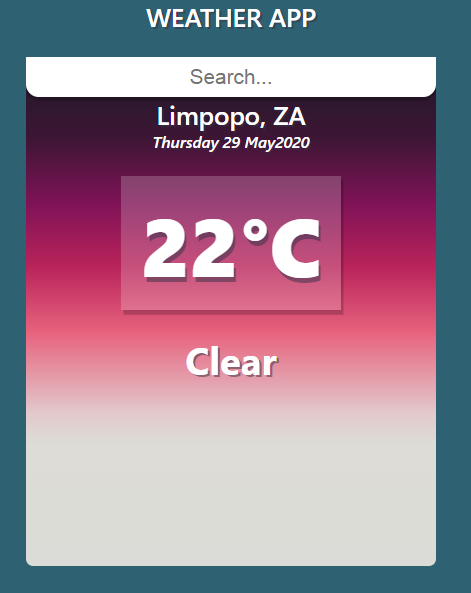 WEATHER APP
Search...
Limpopo, ZA
Thursday 29 May2020
22°C
Clear